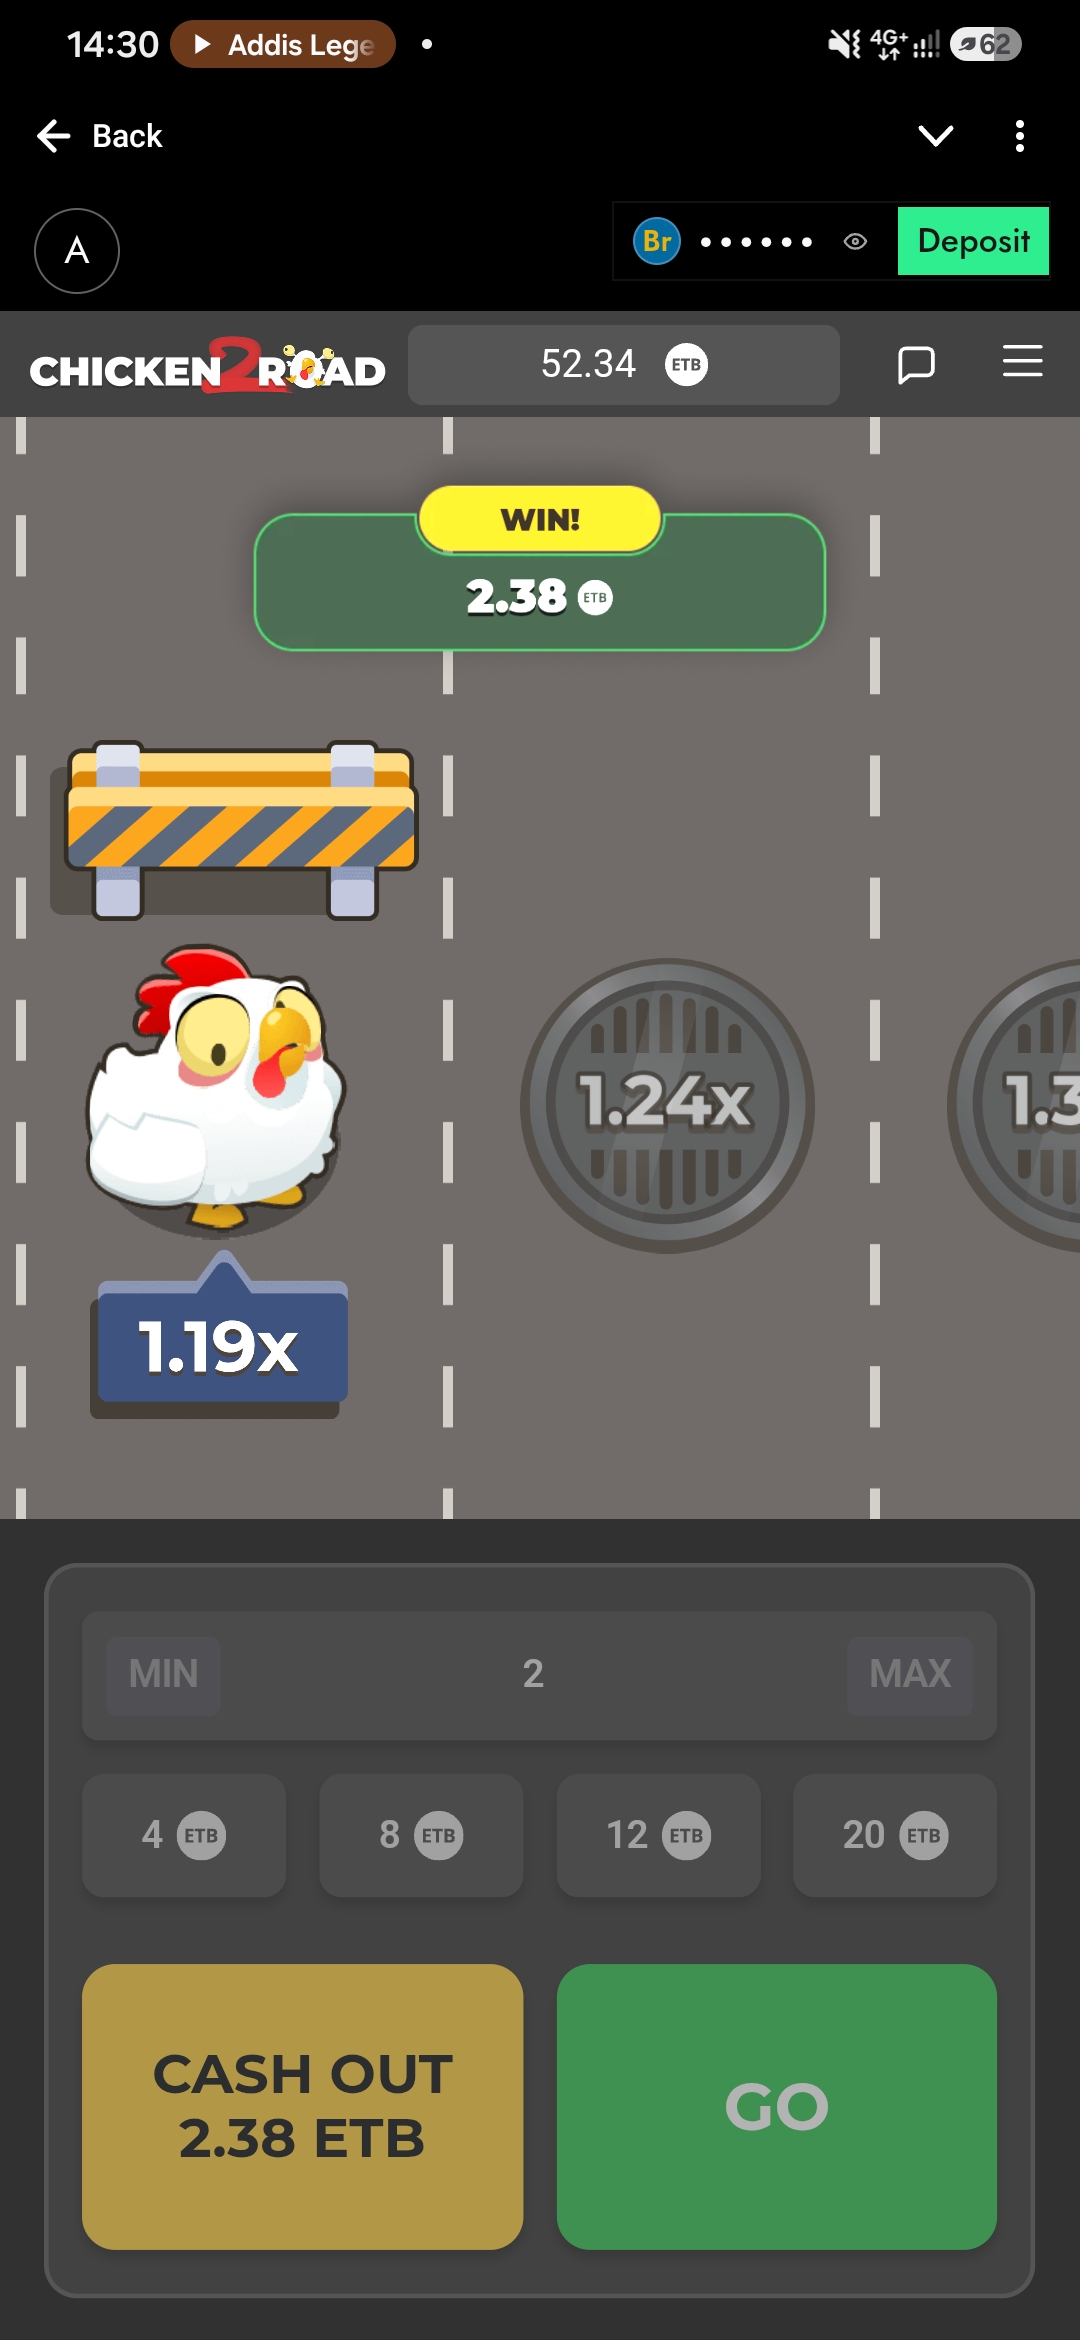 14:30 Addis Lege 4G+ 62
Back
A Br Deposit
CHICKEN 2 ROAD 52.34 ETB
WIN!
2.38 ETB
1.24x 1.3
1.19x
MIN 2 MAX
4 ETB 8 ETB 12 ETB 20 ETB
CASH OUT
2.38 ETB
GO